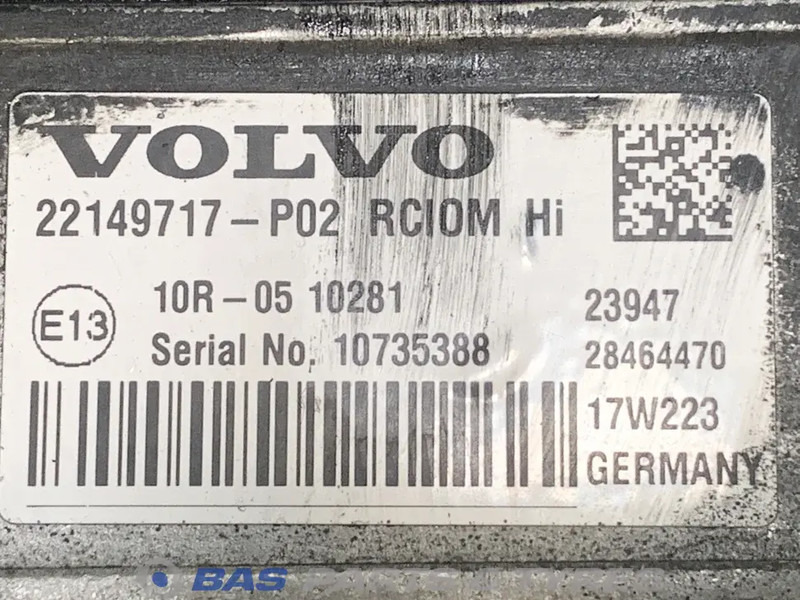 VOLVO
22149717-P02 RCIOM Hi
E13
10R-05 10281
23947
Serial No. 10735388
28464470
17W223
GERMANY
BAS